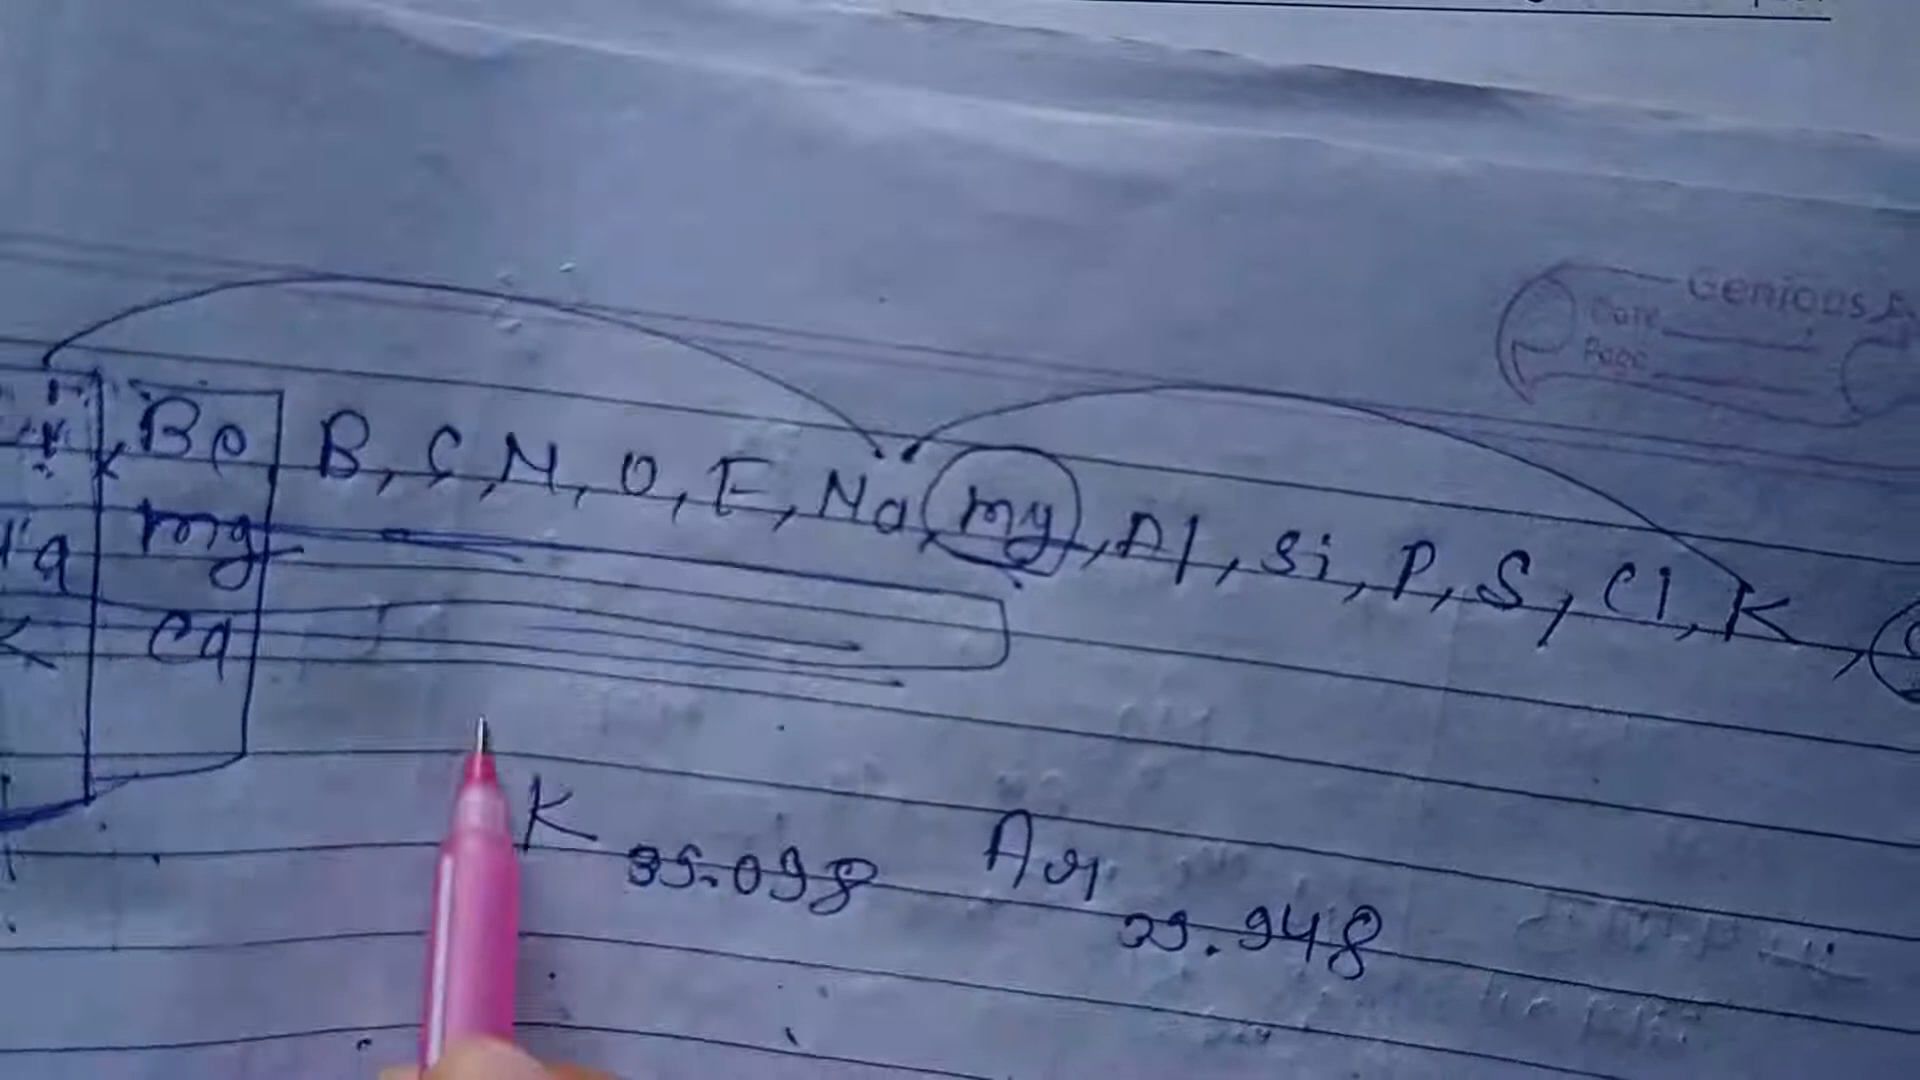 Genious
Date
Page
Be B, C, N, O, F, Na, mg, Al, Si, P, S, Cl, K,
mg
K Ca
K 39.098 Ar 39.948